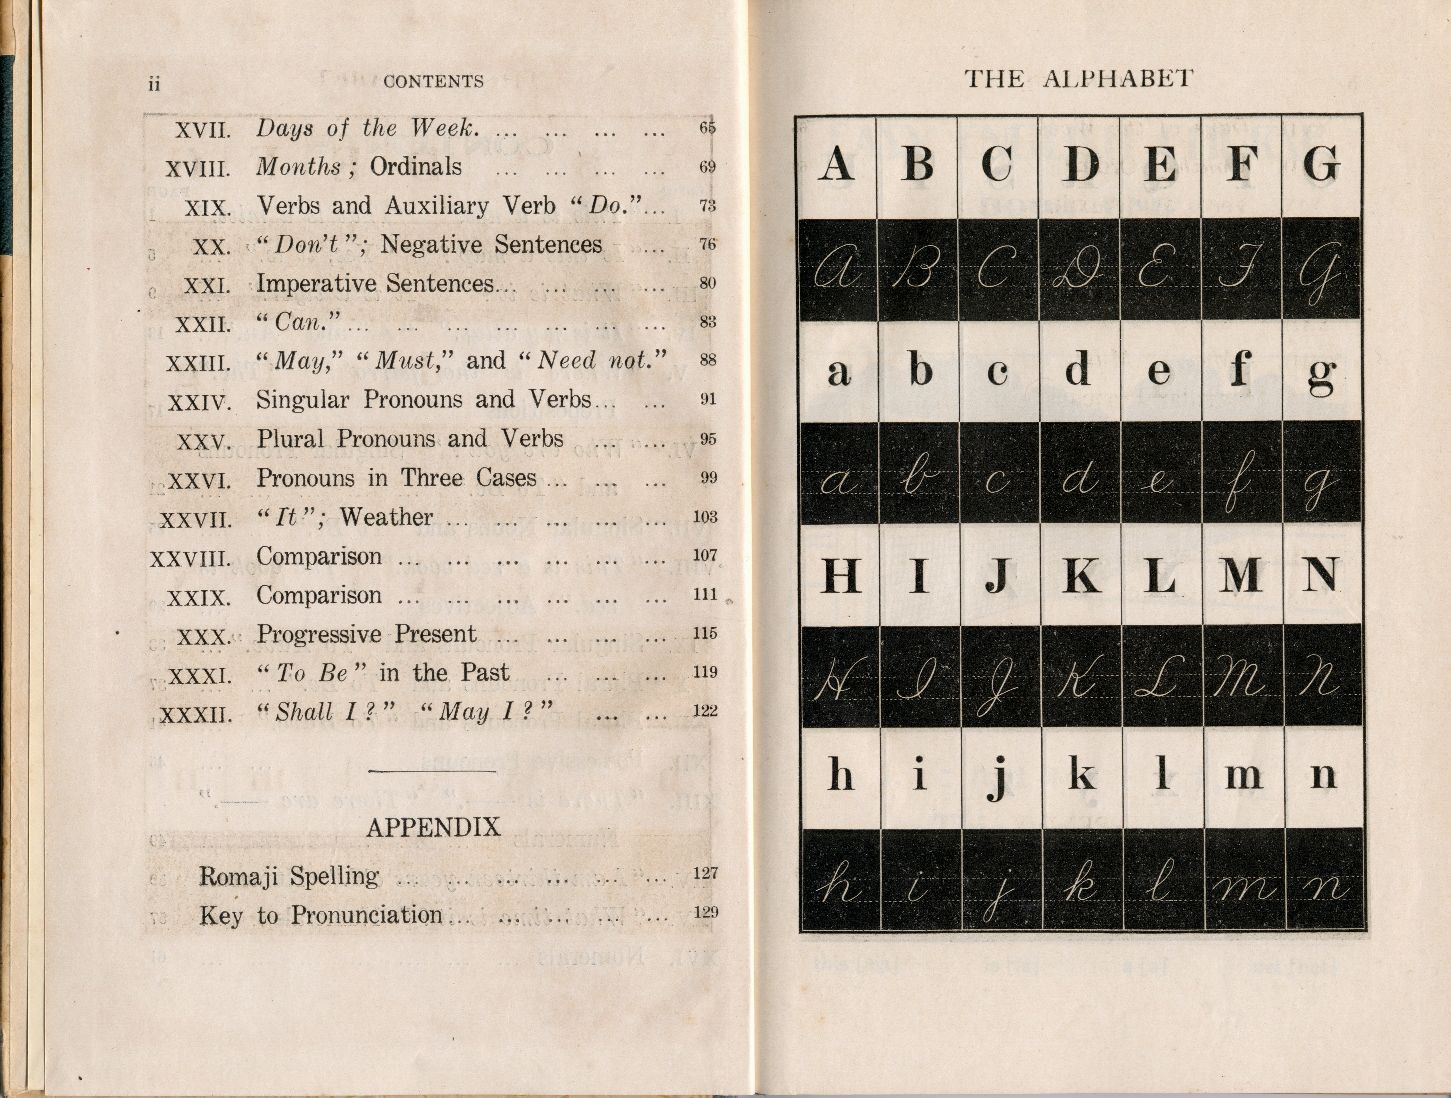 ii CONTENTS
XVII. Days of the Week. ... ... ... ... 65
XVIII. Months ; Ordinals ... ... ... ... 69
XIX. Verbs and Auxiliary Verb “Do.”... 73
XX. “Don't”; Negative Sentences ... 76
XXI. Imperative Sentences... ... ... ... 80
XXII. “Can.” ... ... ... ... ... ... ... 83
XXIII. “May,” “Must,” and “Need not.” 88
XXIV. Singular Pronouns and Verbs... ... 91
XXV. Plural Pronouns and Verbs ... ... 95
XXVI. Pronouns in Three Cases ... ... ... 99
XXVII. “It”; Weather ... ... ... ... ... 103
XXVIII. Comparison ... ... ... ... ... ... 107
XXIX. Comparison ... ... ... ... ... ... 111
XXX. Progressive Present ... ... ... ... 115
XXXI. “To Be” in the Past ... ... ... 119
XXXII. “Shall I ?” “May I ?” ... ... 122
APPENDIX
Romaji Spelling ... ... ... ... ... ... 127
Key to Pronunciation ... ... ... ... ... 129
THE ALPHABET
A B C D E F G
A B C D E F G
a b c d e f g
a b c d e f g
H I J K L M N
H I J K L M N
h i j k l m n
h i j k l m n